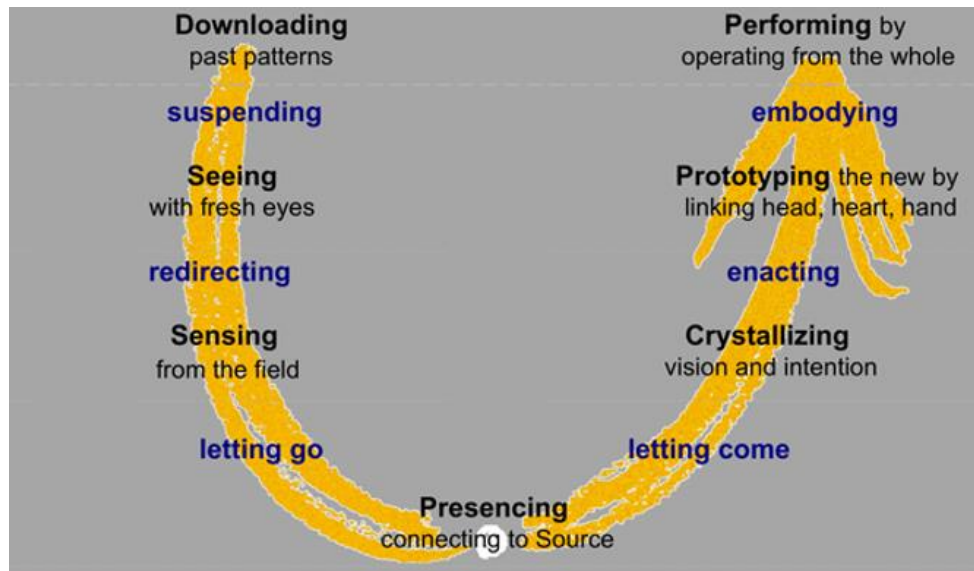 Downloading
past patterns
suspending
Seeing
with fresh eyes
redirecting
Sensing
from the field
letting go
Presencing
connecting to Source
letting come
Crystallizing
vision and intention
enacting
Prototyping the new by
linking head, heart, hand
embodying
Performing by
operating from the whole